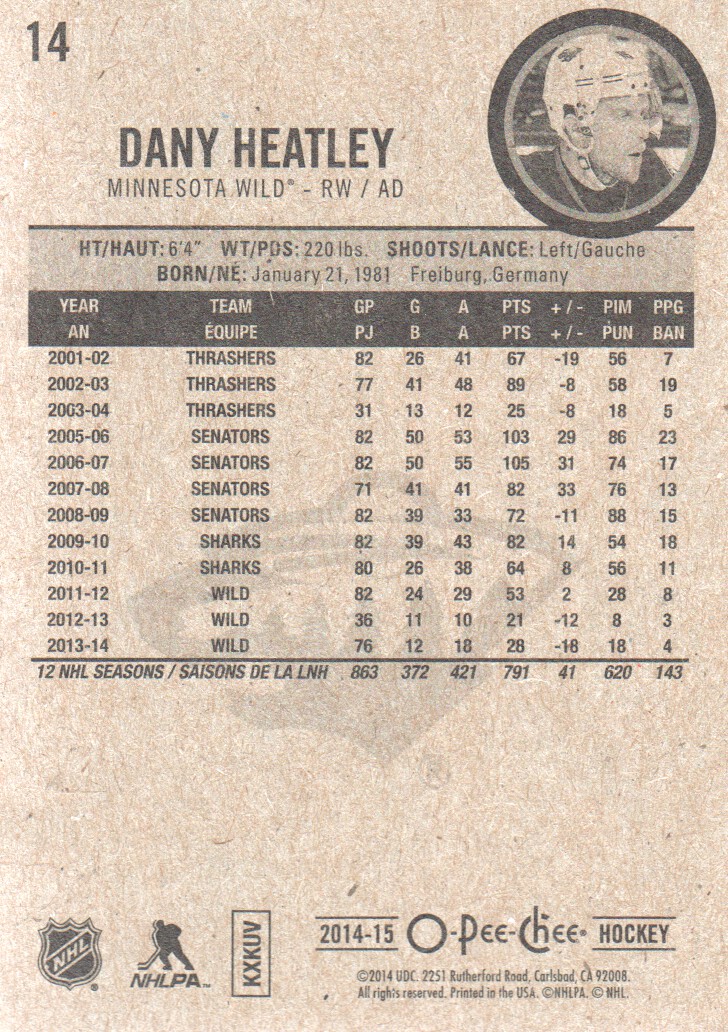 14
DANY HEATLEY
MINNESOTA WILD® - RW / AD
HT/HAUT: 6'4" WT/PDS: 220 lbs. SHOOTS/LANCE: Left/Gauche
BORN/NÉ: January 21, 1981 Freiburg, Germany
YEAR TEAM GP G A PTS + / - PIM PPG
AN ÉQUIPE PJ B A PTS + / - PUN BAN
2001-02 THRASHERS 82 26 41 67 -19 56 7
2002-03 THRASHERS 77 41 48 89 -8 58 19
2003-04 THRASHERS 31 13 12 25 -8 18 5
2005-06 SENATORS 82 50 53 103 29 86 23
2006-07 SENATORS 82 50 55 105 31 74 17
2007-08 SENATORS 71 41 41 82 33 76 13
2008-09 SENATORS 82 39 33 72 -11 88 15
2009-10 SHARKS 82 39 43 82 14 54 18
2010-11 SHARKS 80 26 38 64 8 56 11
2011-12 WILD 82 24 29 53 2 28 8
2012-13 WILD 36 11 10 21 -12 8 3
2013-14 WILD 76 12 18 28 -18 18 4
12 NHL SEASONS / SAISONS DE LA LNH 863 372 421 791 41 620 143
NHL®
NHLPA™
KXKUV
2014-15 O-Pee-Chee® HOCKEY
©2014 UDC. 2251 Rutherford Road, Carlsbad, CA 92008.
All rights reserved. Printed in the USA. ©NHLPA. © NHL.